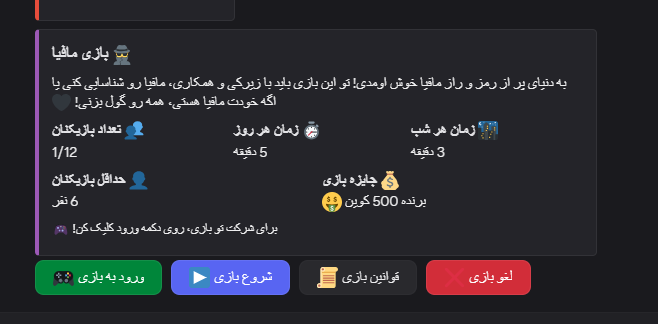 بازی مافیا 🕵️
به دنیای پر از رمز و راز مافیا خوش اومدی! تو این بازی باید با زیرکی و همکاری، مافیا رو شناسایی کنی یا
اگه خودت مافیا هستی، همه رو گول بزنی! 🖤
تعداد بازیکنان 👥
1/12
زمان هر روز ⏱️
5 دقیقه
زمان هر شب 🌃
3 دقیقه
حداقل بازیکنان 👤
6 نفر
جایزه بازی 💰
برنده 500 کوین 🤑
برای شرکت تو بازی، روی دکمه ورود کلیک کن! 🎮
🎮 ورود به بازی
▶️ شروع بازی
📜 قوانین بازی
❌ لغو بازی